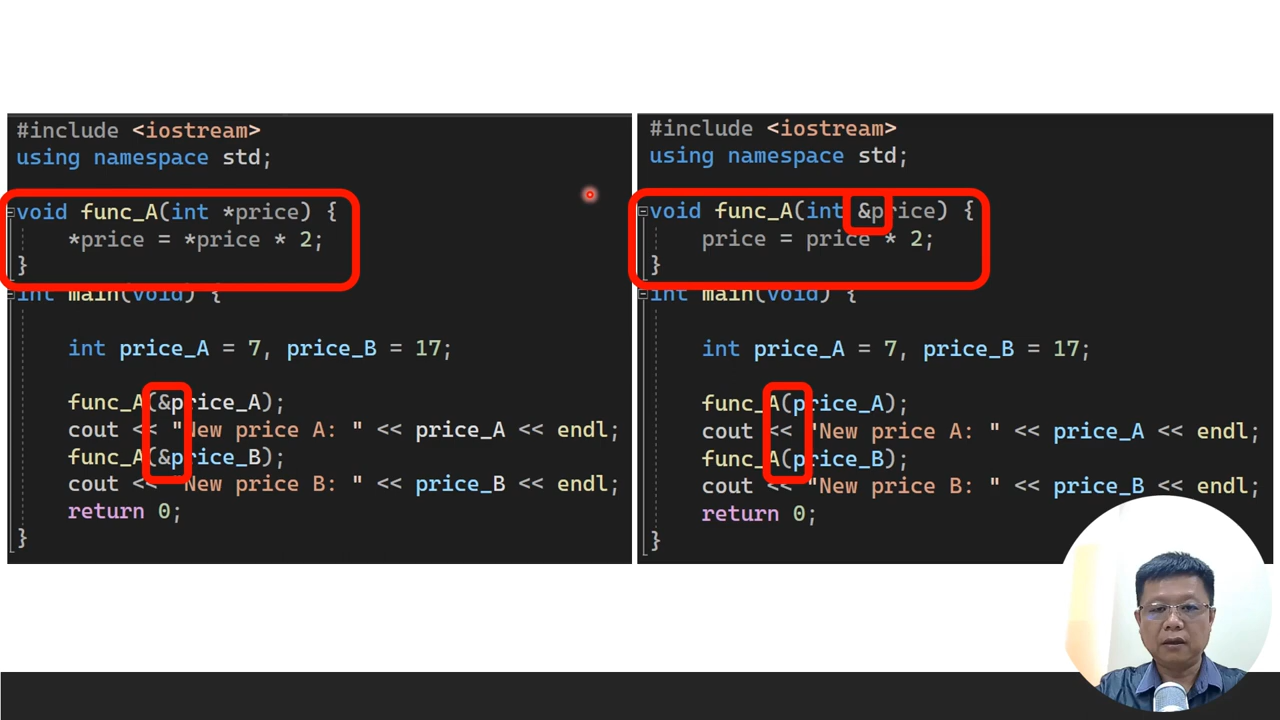 #include <iostream>
using namespace std;
void func_A(int *price) {
*price = *price * 2;
}
int main(void) {
int price_A = 7, price_B = 17;
func_A(&price_A);
cout << "New price A: " << price_A << endl;
func_A(&price_B);
cout << "New price B: " << price_B << endl;
return 0;
}
#include <iostream>
using namespace std;
void func_A(int &price) {
price = price * 2;
}
int main(void) {
int price_A = 7, price_B = 17;
func_A(price_A);
cout << "New price A: " << price_A << endl;
func_A(price_B);
cout << "New price B: " << price_B << endl;
return 0;
}